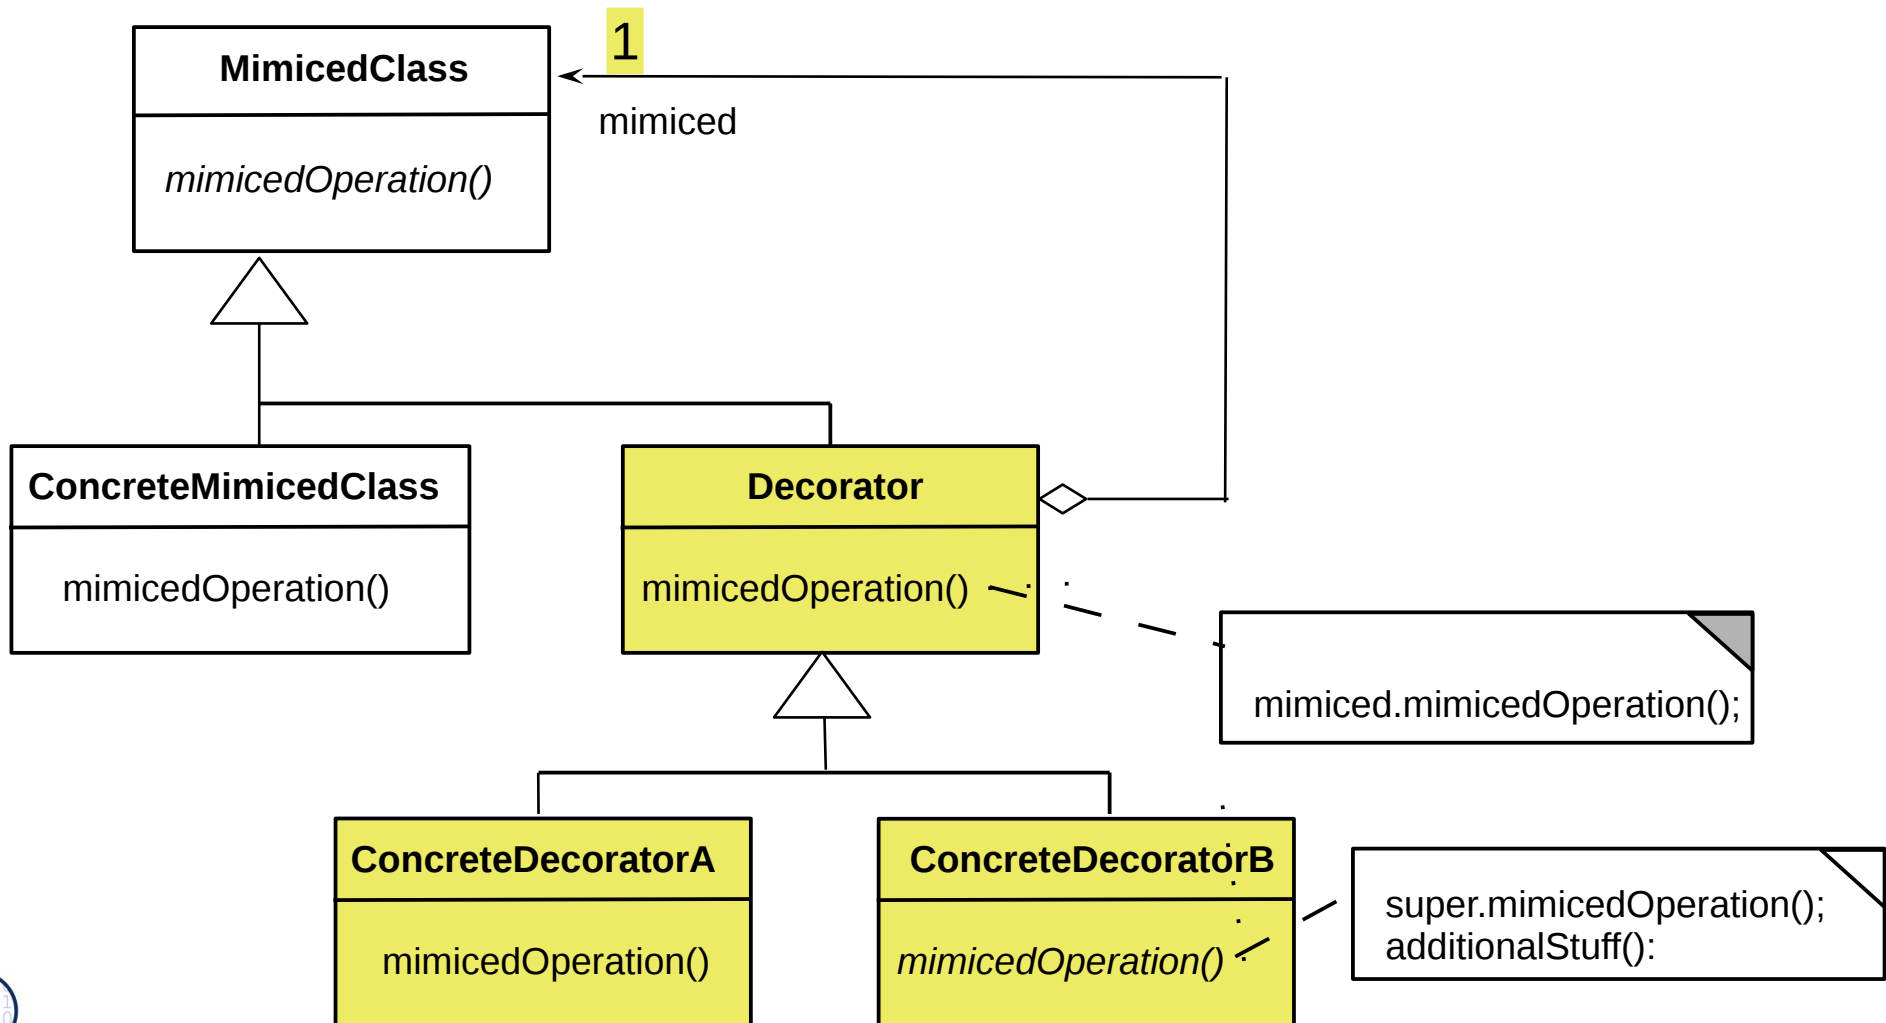 1
MimicedClass
mimiced
mimicedOperation()
ConcreteMimicedClass
Decorator
mimicedOperation()
mimicedOperation()
mimiced.mimicedOperation();
ConcreteDecoratorA
ConcreteDecoratorB
super.mimicedOperation();
additionalStuff():
mimicedOperation()
mimicedOperation()